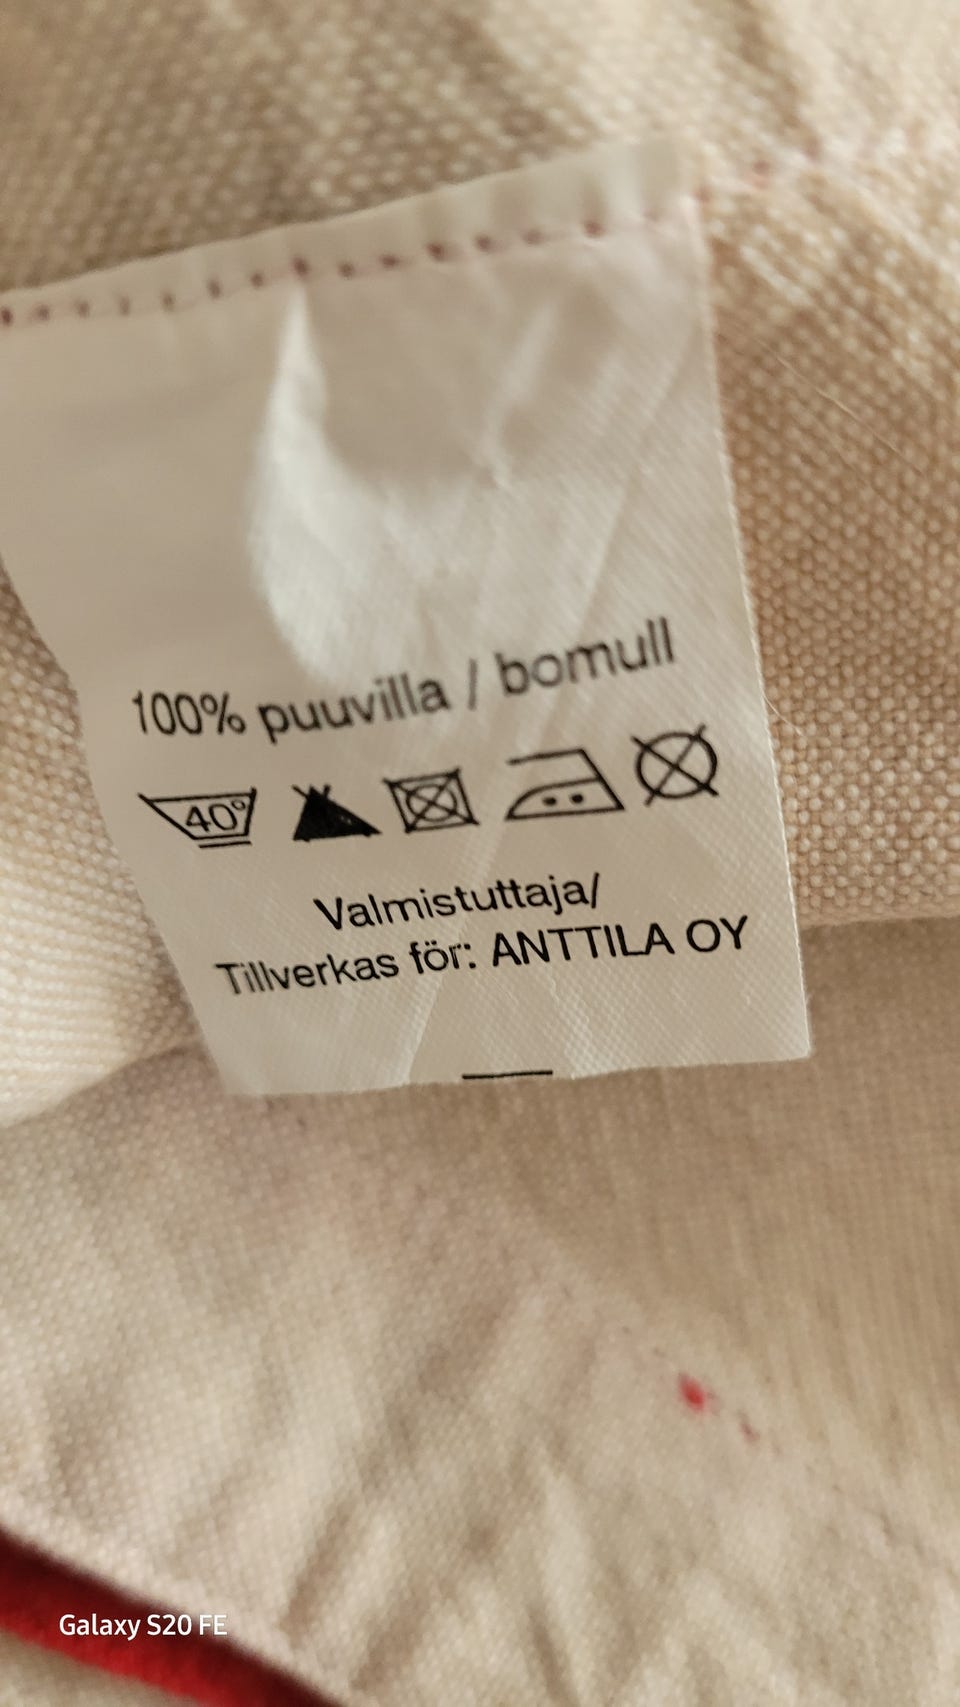 100% puuvilla / bomull
40°
Valmistuttaja/
Tillverkas för: ANTTILA OY
Galaxy S20 FE